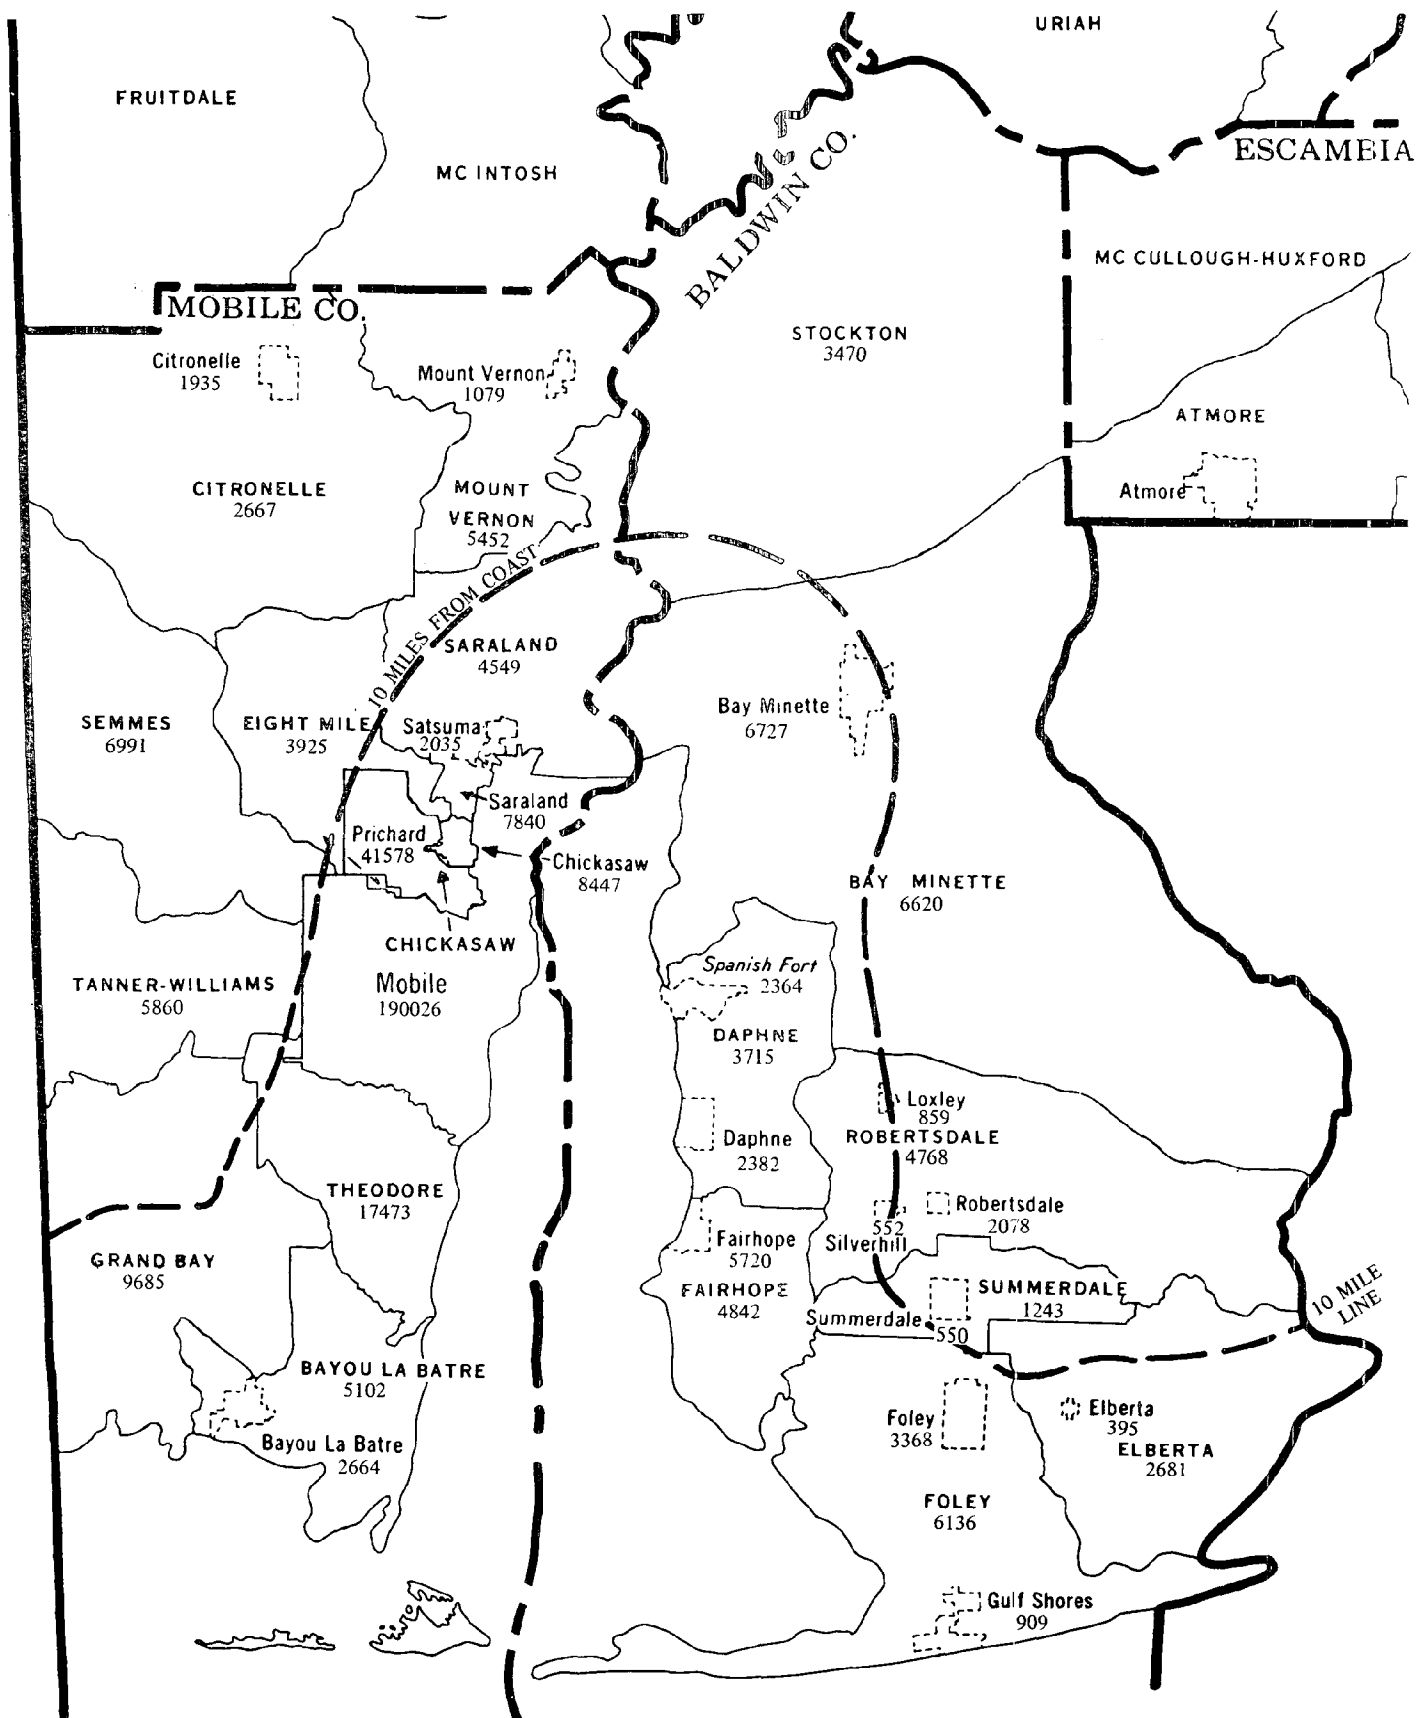 URIAH
FRUITDALE
ESCAMBIA
MC INTOSH
BALDWIN CO.
MC CULLOUGH-HUXFORD
MOBILE CO.
STOCKTON
3470
Citronelle
1935
Mount Vernon
1079
ATMORE
Atmore
CITRONELLE
2667
MOUNT
VERNON
5452
10 MILES FROM COAST
SARALAND
4549
SEMMES
6991
EIGHT MILE
3925
Satsuma
2035
Bay Minette
6727
Saraland
7840
Prichard
41578
Chickasaw
8447
BAY MINETTE
6620
CHICKASAW
Mobile
190026
TANNER-WILLIAMS
5860
Spanish Fort
2364
DAPHNE
3715
Loxley
859
Daphne
2382
ROBERTSDALE
4768
THEODORE
17473
Robertsdale
2078
552
Silverhill
Fairhope
5720
GRAND BAY
9685
FAIRHOPE
4842
SUMMERDALE
1243
10 MILE
LINE
Summerdale
550
BAYOU LA BATRE
5102
Bayou La Batre
2664
Foley
3368
Elberta
395
ELBERTA
2681
FOLEY
6136
Gulf Shores
909